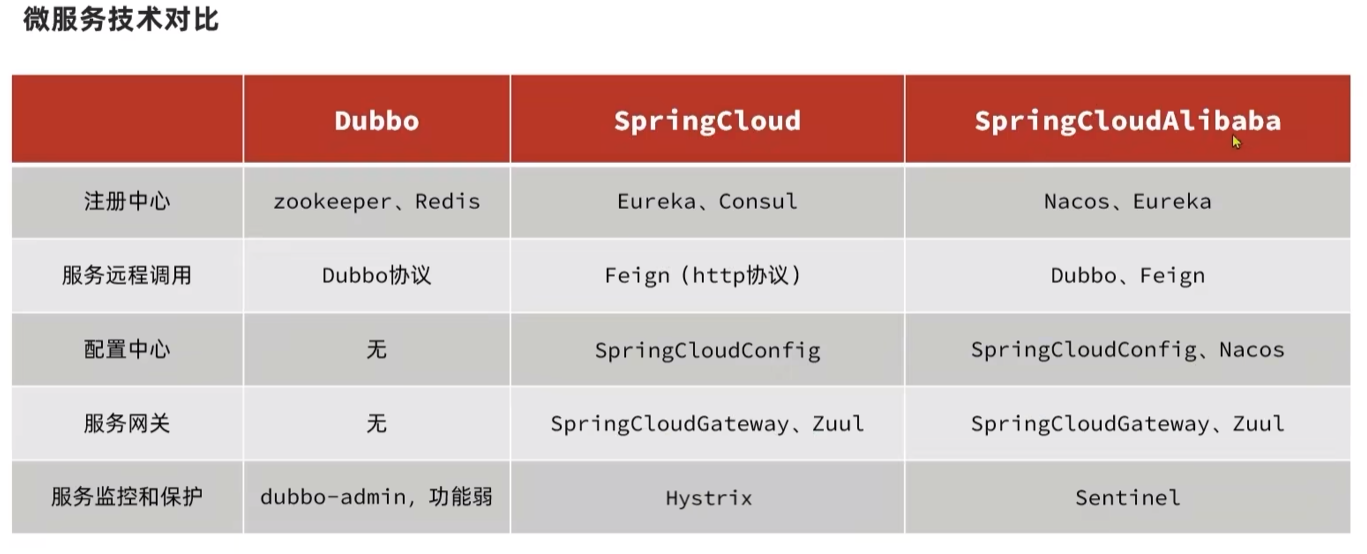 微服务技术对比
Dubbo SpringCloud SpringCloudAlibaba
注册中心 zookeeper、Redis Eureka、Consul Nacos、Eureka
服务远程调用 Dubbo协议 Feign（http协议） Dubbo、Feign
配置中心 无 SpringCloudConfig SpringCloudConfig、Nacos
服务网关 无 SpringCloudGateway、Zuul SpringCloudGateway、Zuul
服务监控和保护 dubbo-admin，功能弱 Hystrix Sentinel